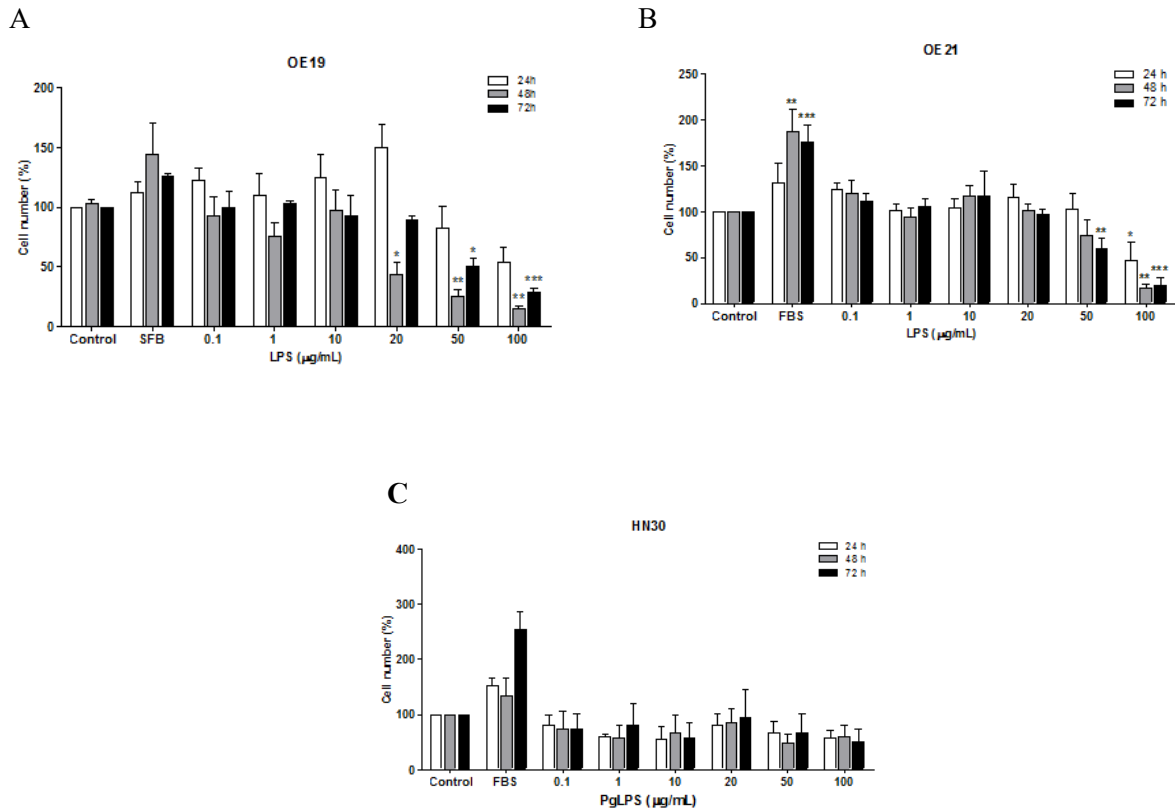 A
OE19
24h
48h
72h
200
150
100
50
0
Cell number (%)
* ** * ** ***
Control SFB 0.1 1 10 20 50 100
LPS (µg/mL)
B
OE 21
24 h
48 h
72 h
250
200
150
100
50
0
Cell number (%)
** *** ** * ** ***
Control FBS 0.1 1 10 20 50 100
LPS (µg/mL)
C
HN30
24 h
48 h
72 h
400
300
200
100
0
Cell number (%)
Control FBS 0.1 1 10 20 50 100
PgLPS (µg/mL)